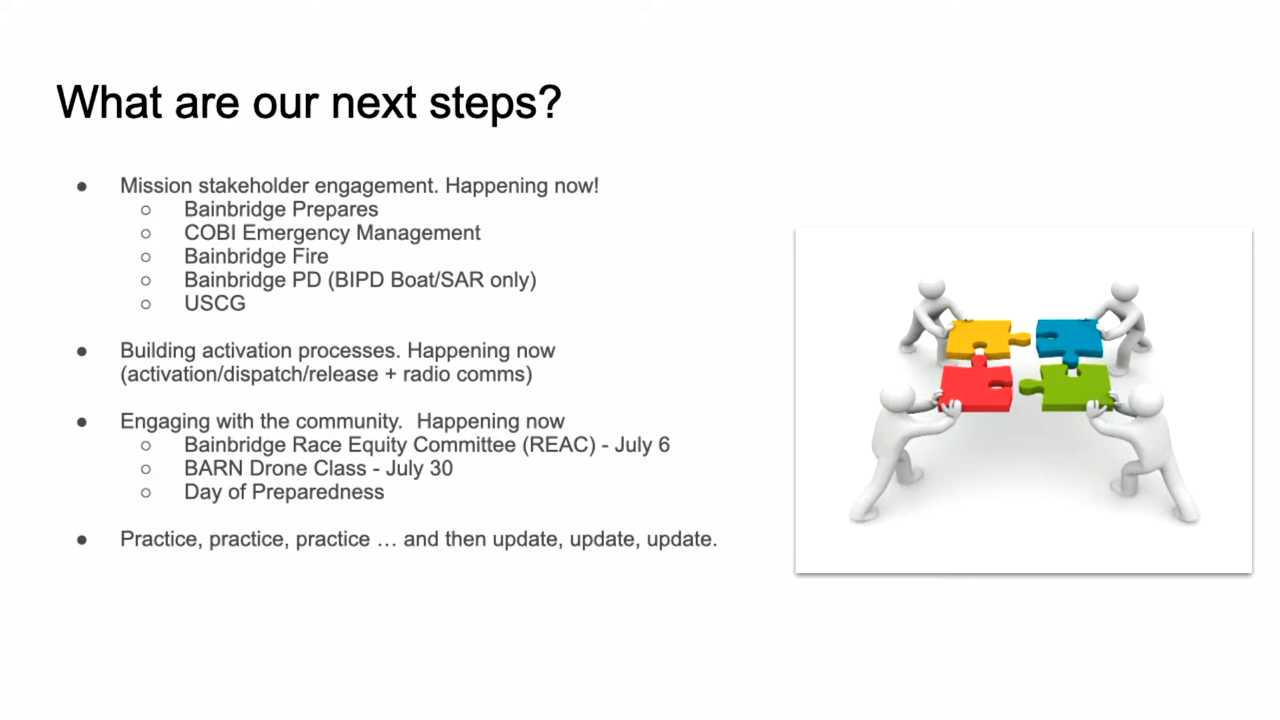 What are our next steps?
● Mission stakeholder engagement. Happening now!
○ Bainbridge Prepares
○ COBI Emergency Management
○ Bainbridge Fire
○ Bainbridge PD (BIPD Boat/SAR only)
○ USCG
● Building activation processes. Happening now
(activation/dispatch/release + radio comms)
● Engaging with the community. Happening now
○ Bainbridge Race Equity Committee (REAC) - July 6
○ BARN Drone Class - July 30
○ Day of Preparedness
● Practice, practice, practice … and then update, update, update.